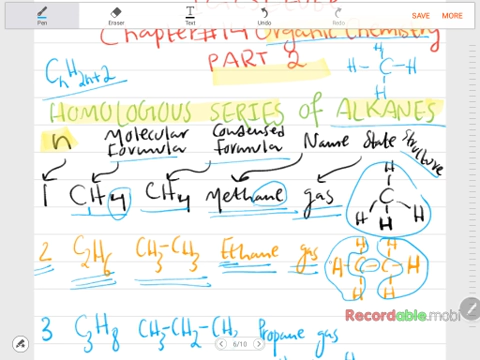 Pen Eraser Text Undo Redo SAVE MORE
Chapter #14 Organic Chemistry
PART 2
CnH2n+2
H-C-H
H
HOMOLOGIOUS SERIES of ALKANES
n Molecular Formula Condensed formula Name State Structure
1 CH4 CH4 Methane gas
H
C
H H H
2 C2H6 CH3-CH3 Ethane gas
H H
H C-C H
H H
3 C3H8 CH3-CH2-CH3 Propane gas
H
Recordable.mobi
6/10